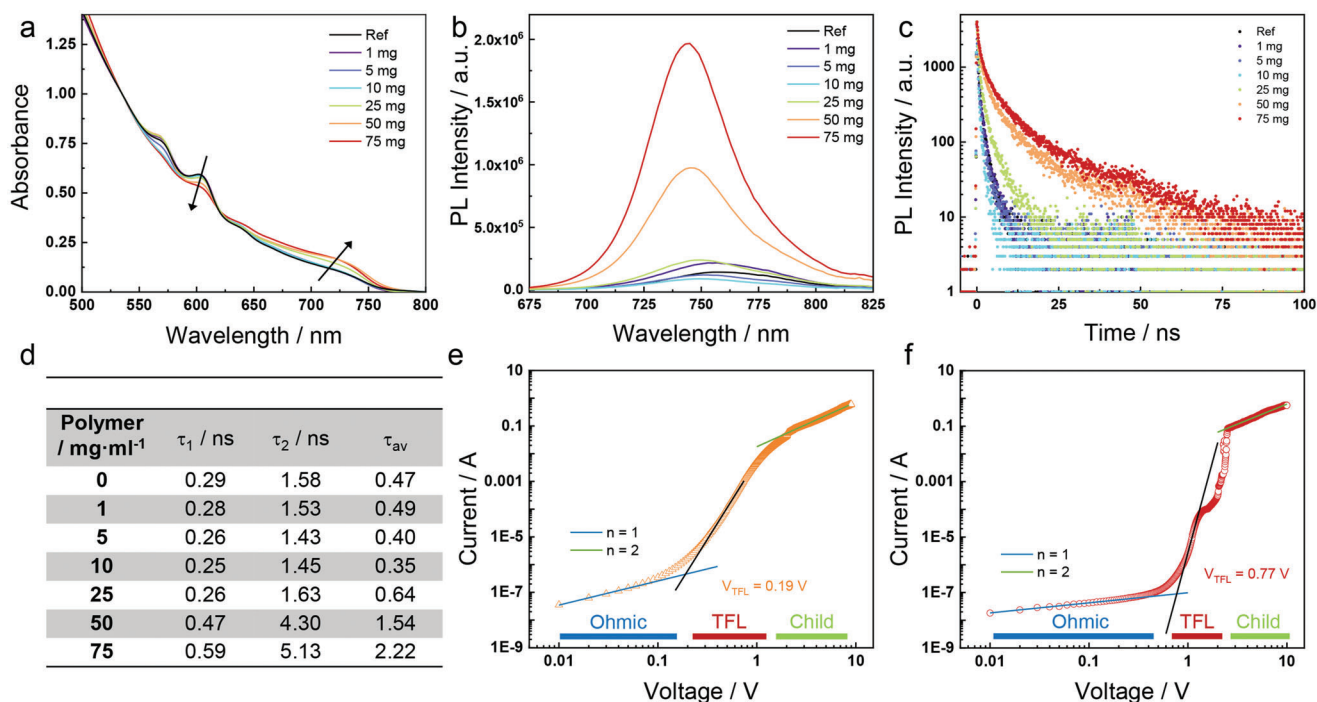 a
Absorbance
1.25
1.00
0.75
0.50
0.25
0.00
500
550
600
650
700
750
800
Wavelength / nm
Ref
1 mg
5 mg
10 mg
25 mg
50 mg
75 mg
b
PL Intensity / a.u.
2.0x10⁶
1.5x10⁶
1.0x10⁶
5.0x10⁵
0.0
675
700
725
750
775
800
825
Wavelength / nm
Ref
1 mg
5 mg
10 mg
25 mg
50 mg
75 mg
c
PL Intensity / a.u.
1000
100
10
1
0
25
50
75
100
Time / ns
Ref
1 mg
5 mg
10 mg
25 mg
50 mg
75 mg
d
Polymer / mg·ml⁻¹ τ₁ / ns τ₂ / ns τₐᵥ
0 0.29 1.58 0.47
1 0.28 1.53 0.49
5 0.26 1.43 0.40
10 0.25 1.45 0.35
25 0.26 1.63 0.64
50 0.47 4.30 1.54
75 0.59 5.13 2.22
e
Current / A
10
0.1
0.001
1E-5
1E-7
1E-9
n = 1
n = 2
V_TFL = 0.19 V
Ohmic TFL Child
0.01
0.1
1
10
Voltage / V
f
Current / A
10
0.1
0.001
1E-5
1E-7
1E-9
n = 1
n = 2
V_TFL = 0.77 V
Ohmic TFL Child
0.01
0.1
1
10
Voltage / V